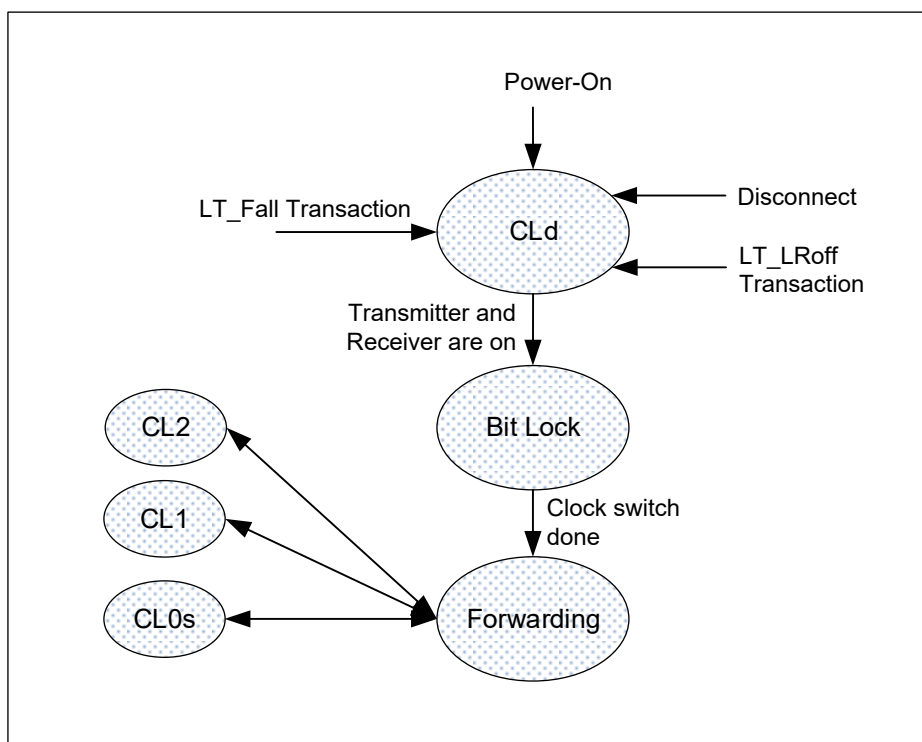 Power-On
LT_Fall Transaction
Disconnect
CLd
LT_LRoff
Transaction
Transmitter and
Receiver are on
CL2
Bit Lock
CL1
Clock switch
done
CL0s
Forwarding